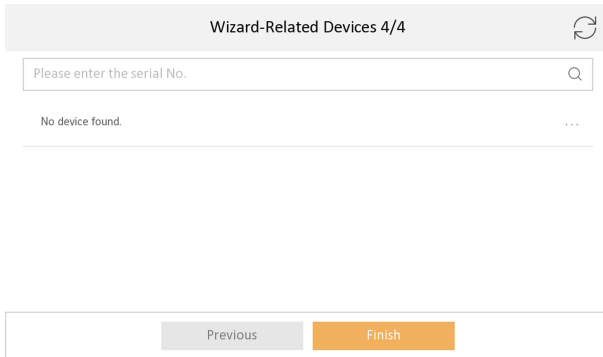 Wizard-Related Devices 4/4
Please enter the serial No.
No device found.
...
Previous
Finish